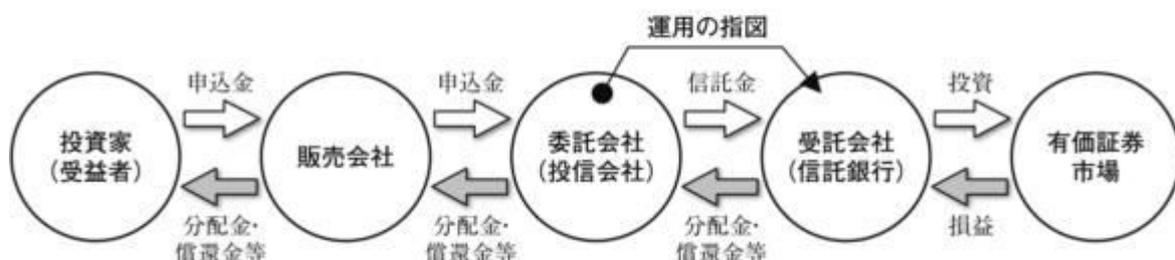 運用の指図
申込金
申込金
信託金
投資
投資家
(受益者)
販売会社
委託会社
(投信会社)
受託会社
(信託銀行)
有価証券
市場
分配金・
償還金等
分配金・
償還金等
分配金・
償還金等
損益